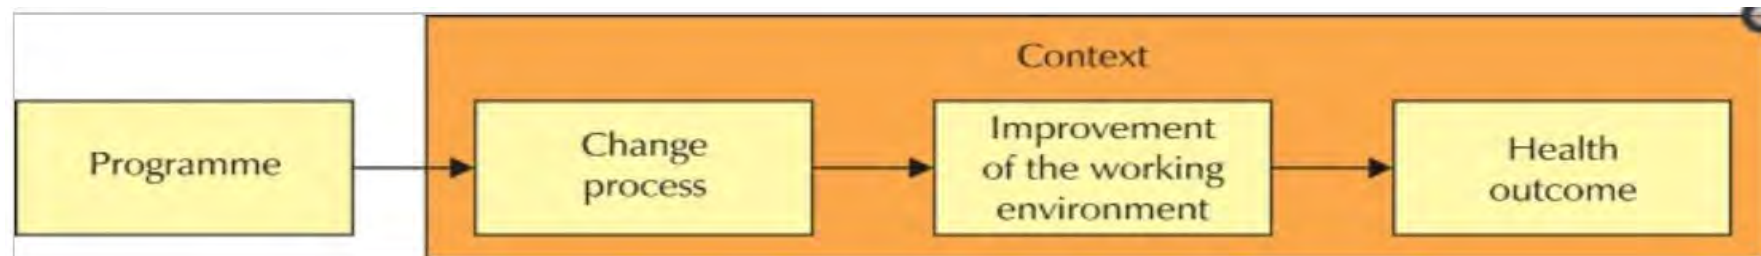 Context
Programme
Change
process
Improvement
of the working
environment
Health
outcome